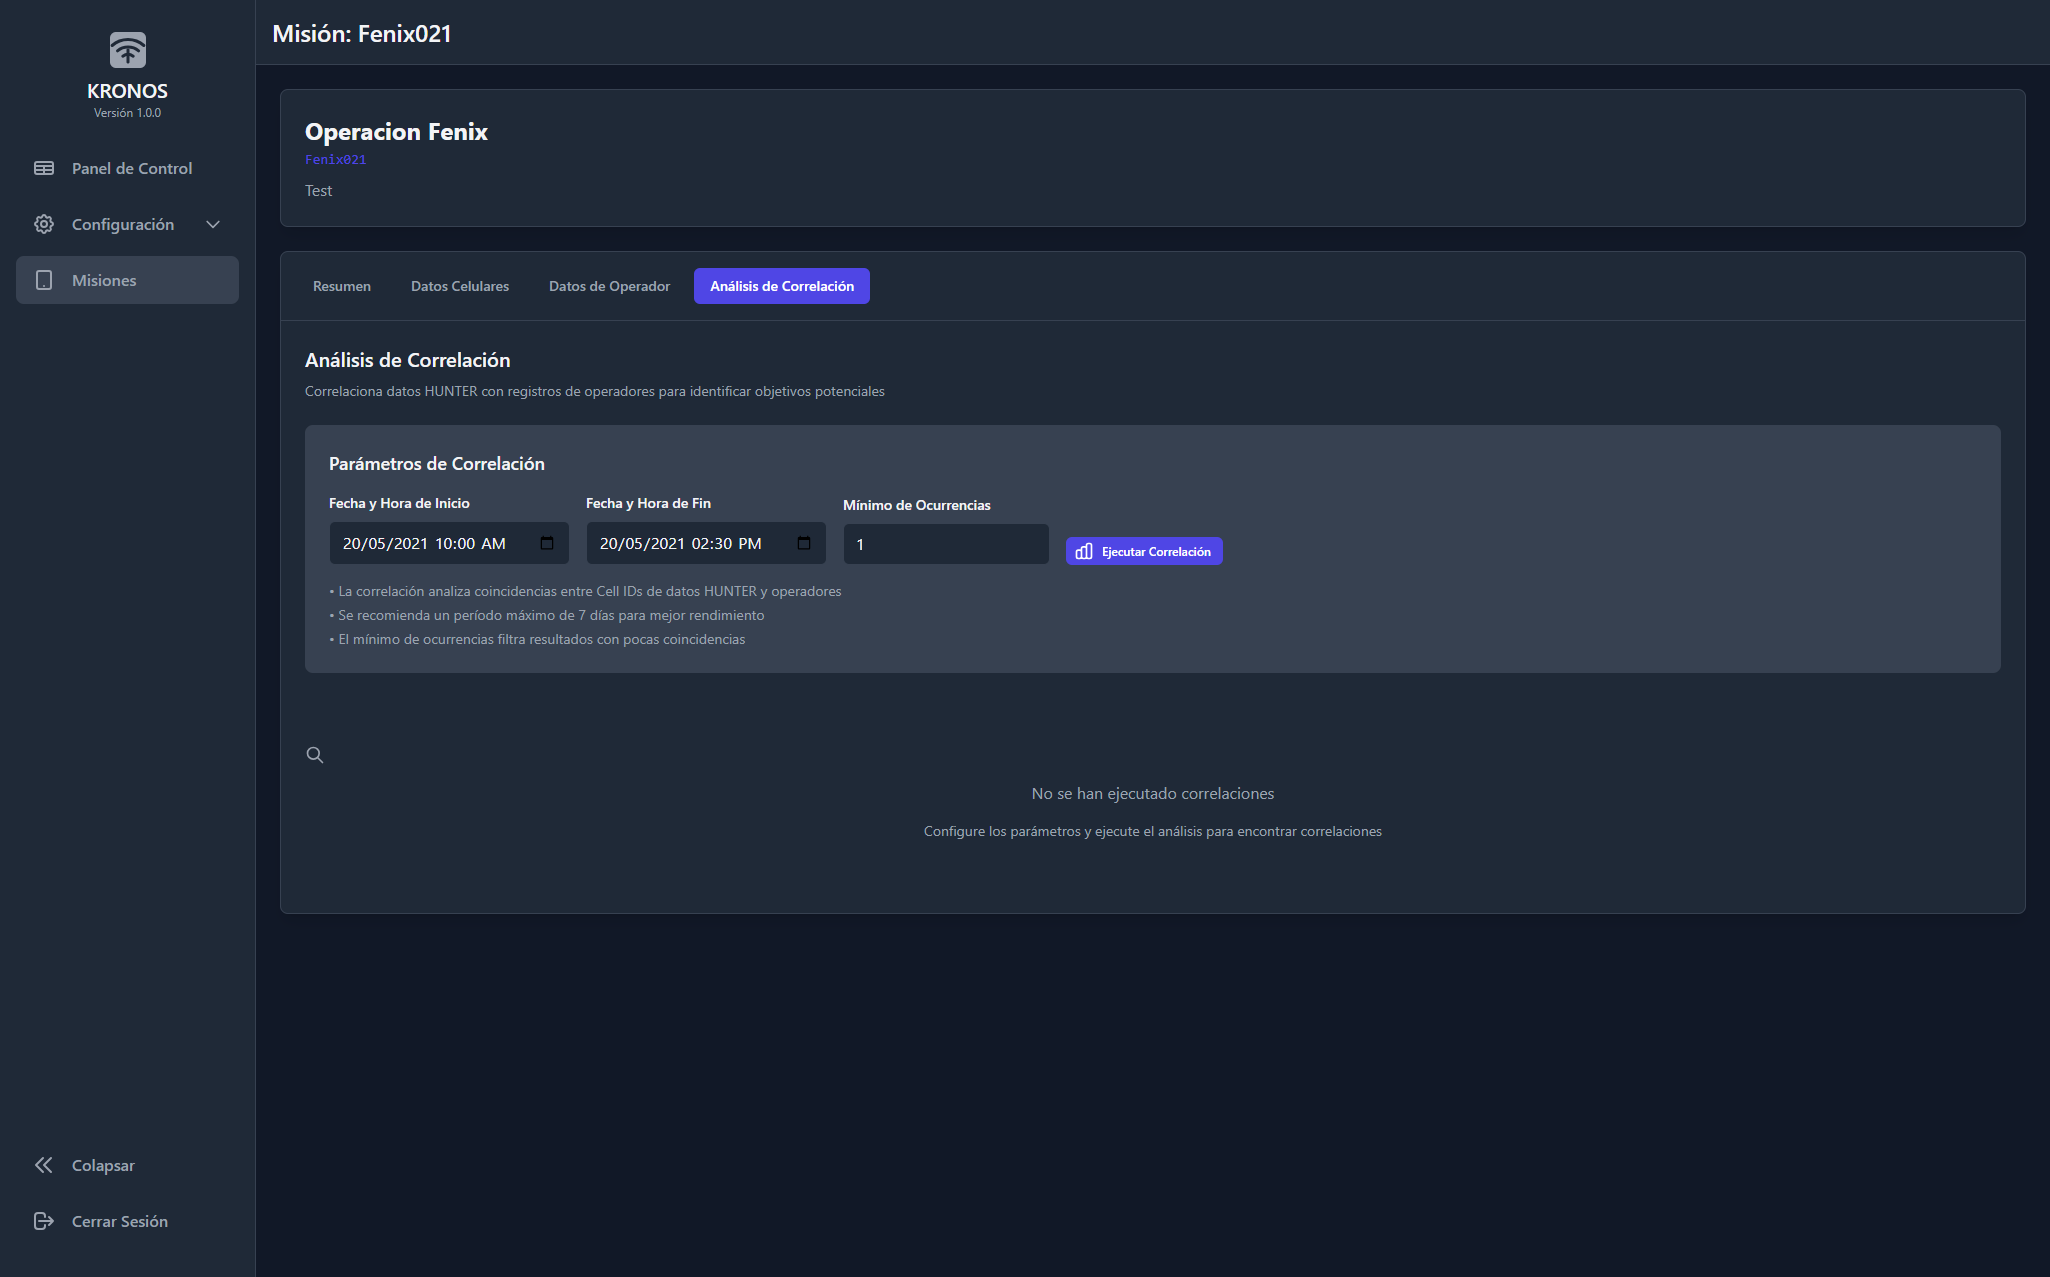 KRONOS
Versión 1.0.0
Panel de Control
Configuración
Misiones
Colapsar
Cerrar Sesión
Misión: Fenix021
Operacion Fenix
Fenix021
Test
Resumen
Datos Celulares
Datos de Operador
Análisis de Correlación
Análisis de Correlación
Correlaciona datos HUNTER con registros de operadores para identificar objetivos potenciales
Parámetros de Correlación
Fecha y Hora de Inicio
20/05/2021 10:00 AM
Fecha y Hora de Fin
20/05/2021 02:30 PM
Mínimo de Ocurrencias
1
Ejecutar Correlación
• La correlación analiza coincidencias entre Cell IDs de datos HUNTER y operadores
• Se recomienda un período máximo de 7 días para mejor rendimiento
• El mínimo de ocurrencias filtra resultados con pocas coincidencias
No se han ejecutado correlaciones
Configure los parámetros y ejecute el análisis para encontrar correlaciones